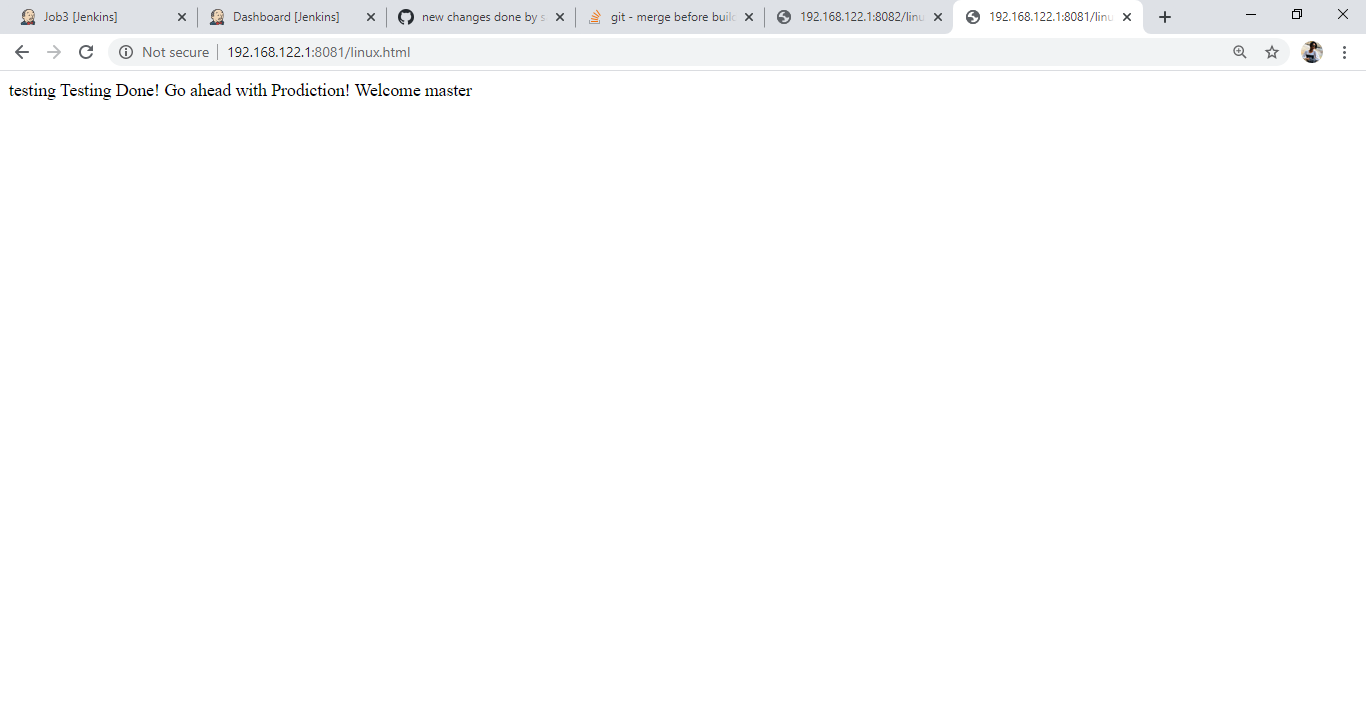 Job3 [Jenkins]
Dashboard [Jenkins]
new changes done by s
git - merge before build
192.168.122.1:8082/linu
192.168.122.1:8081/linu
Not secure
192.168.122.1:8081/linux.html
testing Testing Done! Go ahead with Prodiction! Welcome master